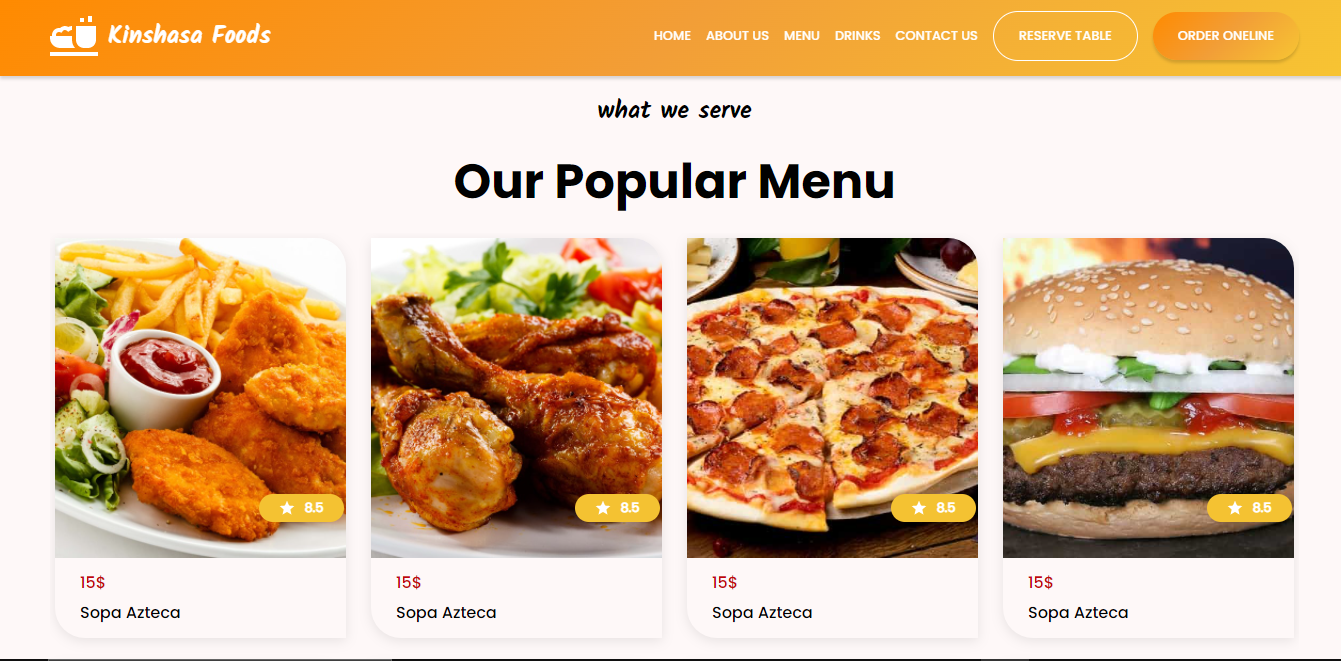 Kinshasa Foods
HOME ABOUT US MENU DRINKS CONTACT US RESERVE TABLE ORDER ONELINE
what we serve
Our Popular Menu
8.5 8.5 8.5 8.5
15$ 15$ 15$ 15$
Sopa Azteca Sopa Azteca Sopa Azteca Sopa Azteca